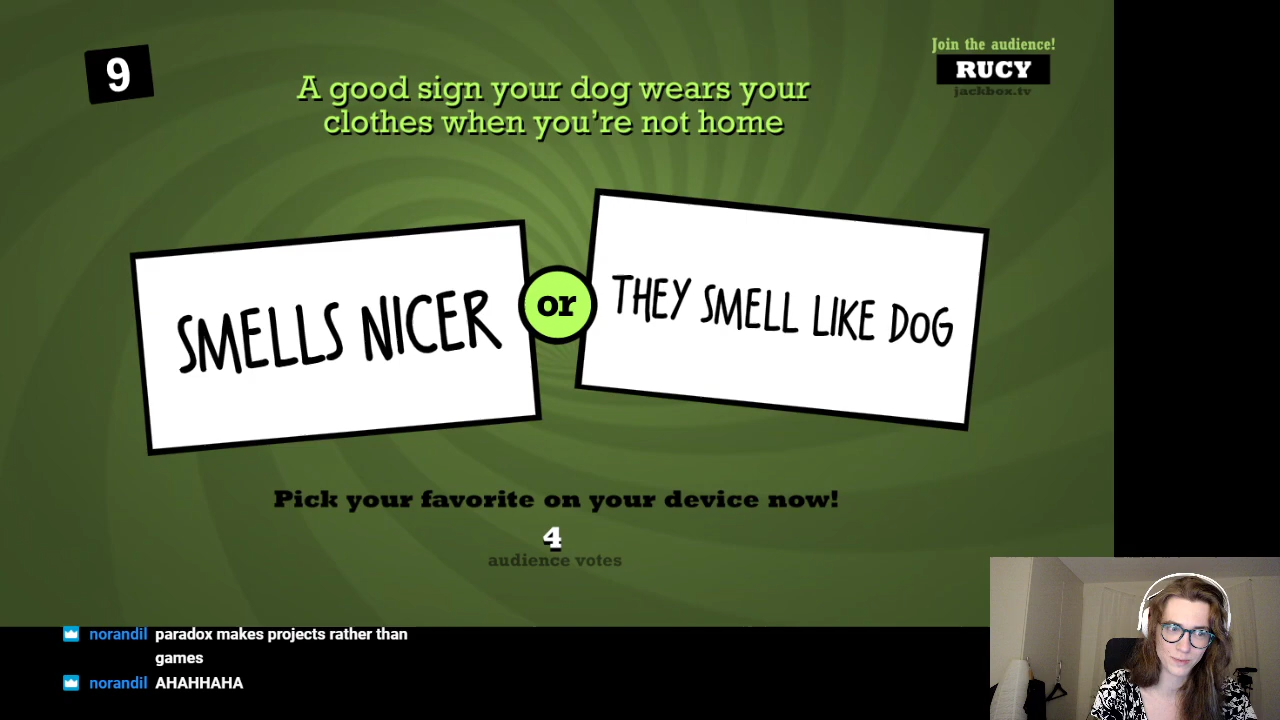 9
Join the audience!
RUCY
jackbox.tv
A good sign your dog wears your
clothes when you're not home
SMELLS NICER
or
THEY SMELL LIKE DOG
Pick your favorite on your device now!
4
audience votes
norandil paradox makes projects rather than
games
norandil AHAHHAHA